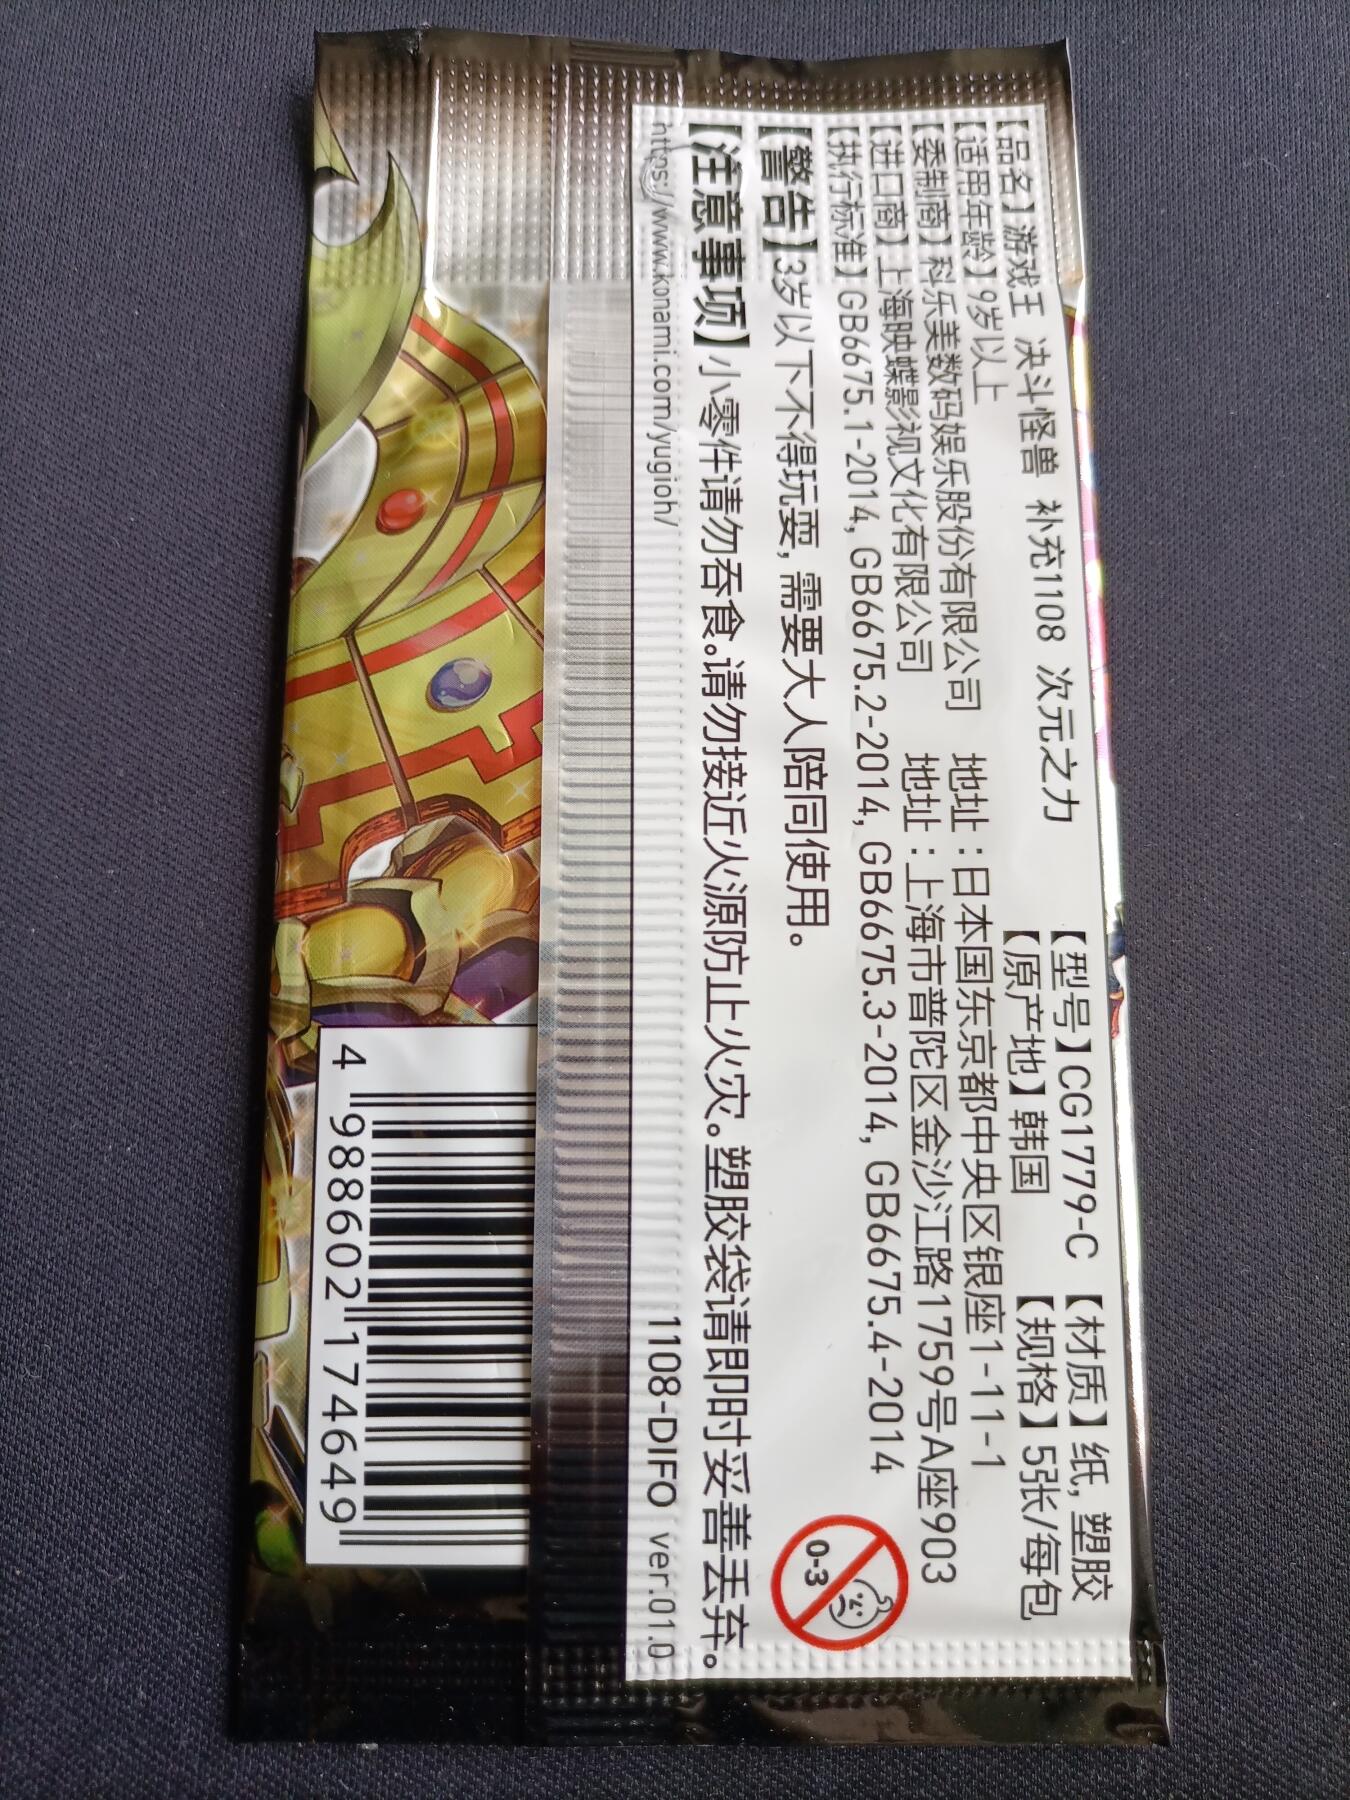 【品名】游戏王 决斗怪兽 补充1108 次元之力 【型号】CG1779-C 【材质】纸, 塑胶
【适用年龄】9岁以上 【原产地】韩国 【规格】5张/每包
【委制商】科乐美数码娱乐股份有限公司 地址：日本国东京都中央区银座1-11-1
【进口商】上海映蝶影视文化有限公司 地址：上海市普陀区金沙江路1759号A座903
【执行标准】GB6675.1-2014, GB6675.2-2014, GB6675.3-2014, GB6675.4-2014
【警告】3岁以下不得玩耍, 需要大人陪同使用。
0-3
【注意事项】小零件请勿吞食。请勿接近火源防止火灾。塑胶袋请即时妥善丢弃。
https://www.konami.com/yugioh/ 1108-DIFO ver.01.0
4 988602 174649